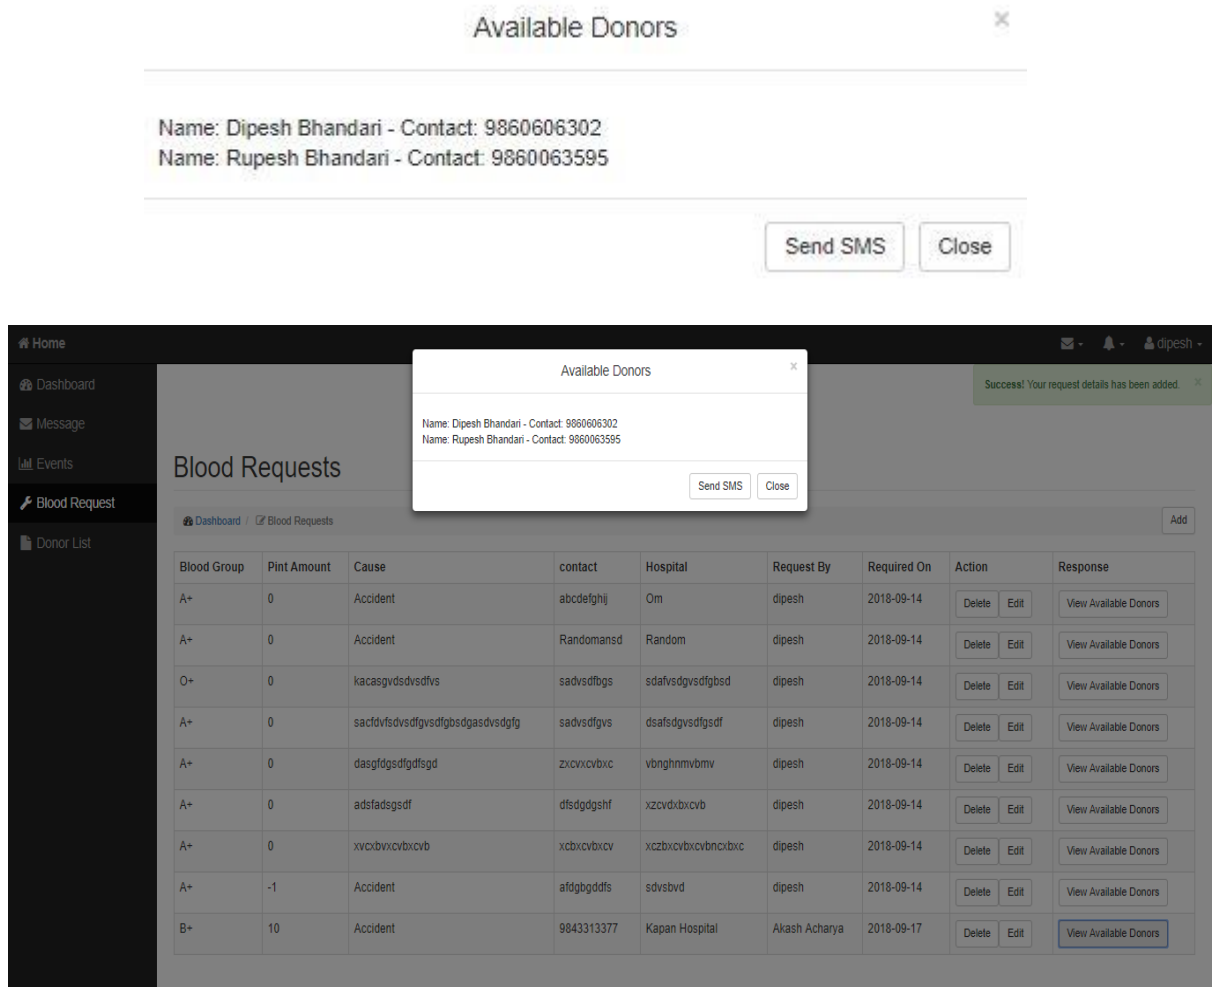 Available Donors ×
Name: Dipesh Bhandari - Contact: 9860606302
Name: Rupesh Bhandari - Contact: 9860063595
Send SMS Close
Home dipesh
Dashboard
Message
Events
Blood Request
Donor List
Available Donors ×
Name: Dipesh Bhandari - Contact: 9860606302
Name: Rupesh Bhandari - Contact: 9860063595
Send SMS Close
Success! Your request details has been added. X
Blood Requests
Dashboard / Blood Requests Add
Blood Group Pint Amount Cause contact Hospital Request By Required On Action Response
A+ 0 Accident abcdefghij Om dipesh 2018-09-14 Delete Edit View Available Donors
A+ 0 Accident Randomansd Random dipesh 2018-09-14 Delete Edit View Available Donors
O+ 0 kacasgvdsdvsdfvs sadvsdfbgs sdafvsdgvsdfgbsd dipesh 2018-09-14 Delete Edit View Available Donors
A+ 0 sacfdvfsdvsdfgvsdfgbsdgasdvsdgfg sadvsdfgvs dsafsdgvsdfgsdf dipesh 2018-09-14 Delete Edit View Available Donors
A+ 0 dasgfdgsdfgdfsgd zxcvxcvbxc vbnghnmvbmv dipesh 2018-09-14 Delete Edit View Available Donors
A+ 0 adsfadsgsdf dfsdgdgshf xzcvdxbxcvb dipesh 2018-09-14 Delete Edit View Available Donors
A+ 0 xvcxbvxcvbxcvb xcbxcvbxcv xczbxcvbxcvbncxbxc dipesh 2018-09-14 Delete Edit View Available Donors
A+ -1 Accident afdgbgddfs sdvsbvd dipesh 2018-09-14 Delete Edit View Available Donors
B+ 10 Accident 9843313377 Kapan Hospital Akash Acharya 2018-09-17 Delete Edit View Available Donors